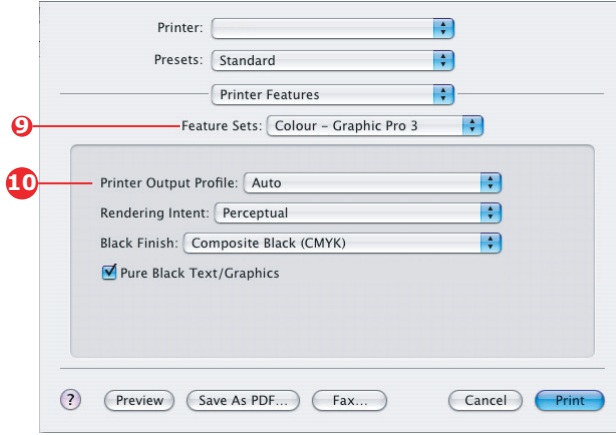 Printer:
Presets: Standard
Printer Features
9 Feature Sets: Colour – Graphic Pro 3
10 Printer Output Profile: Auto
Rendering Intent: Perceptual
Black Finish: Composite Black (CMYK)
Pure Black Text/Graphics
? Preview Save As PDF... Fax... Cancel Print